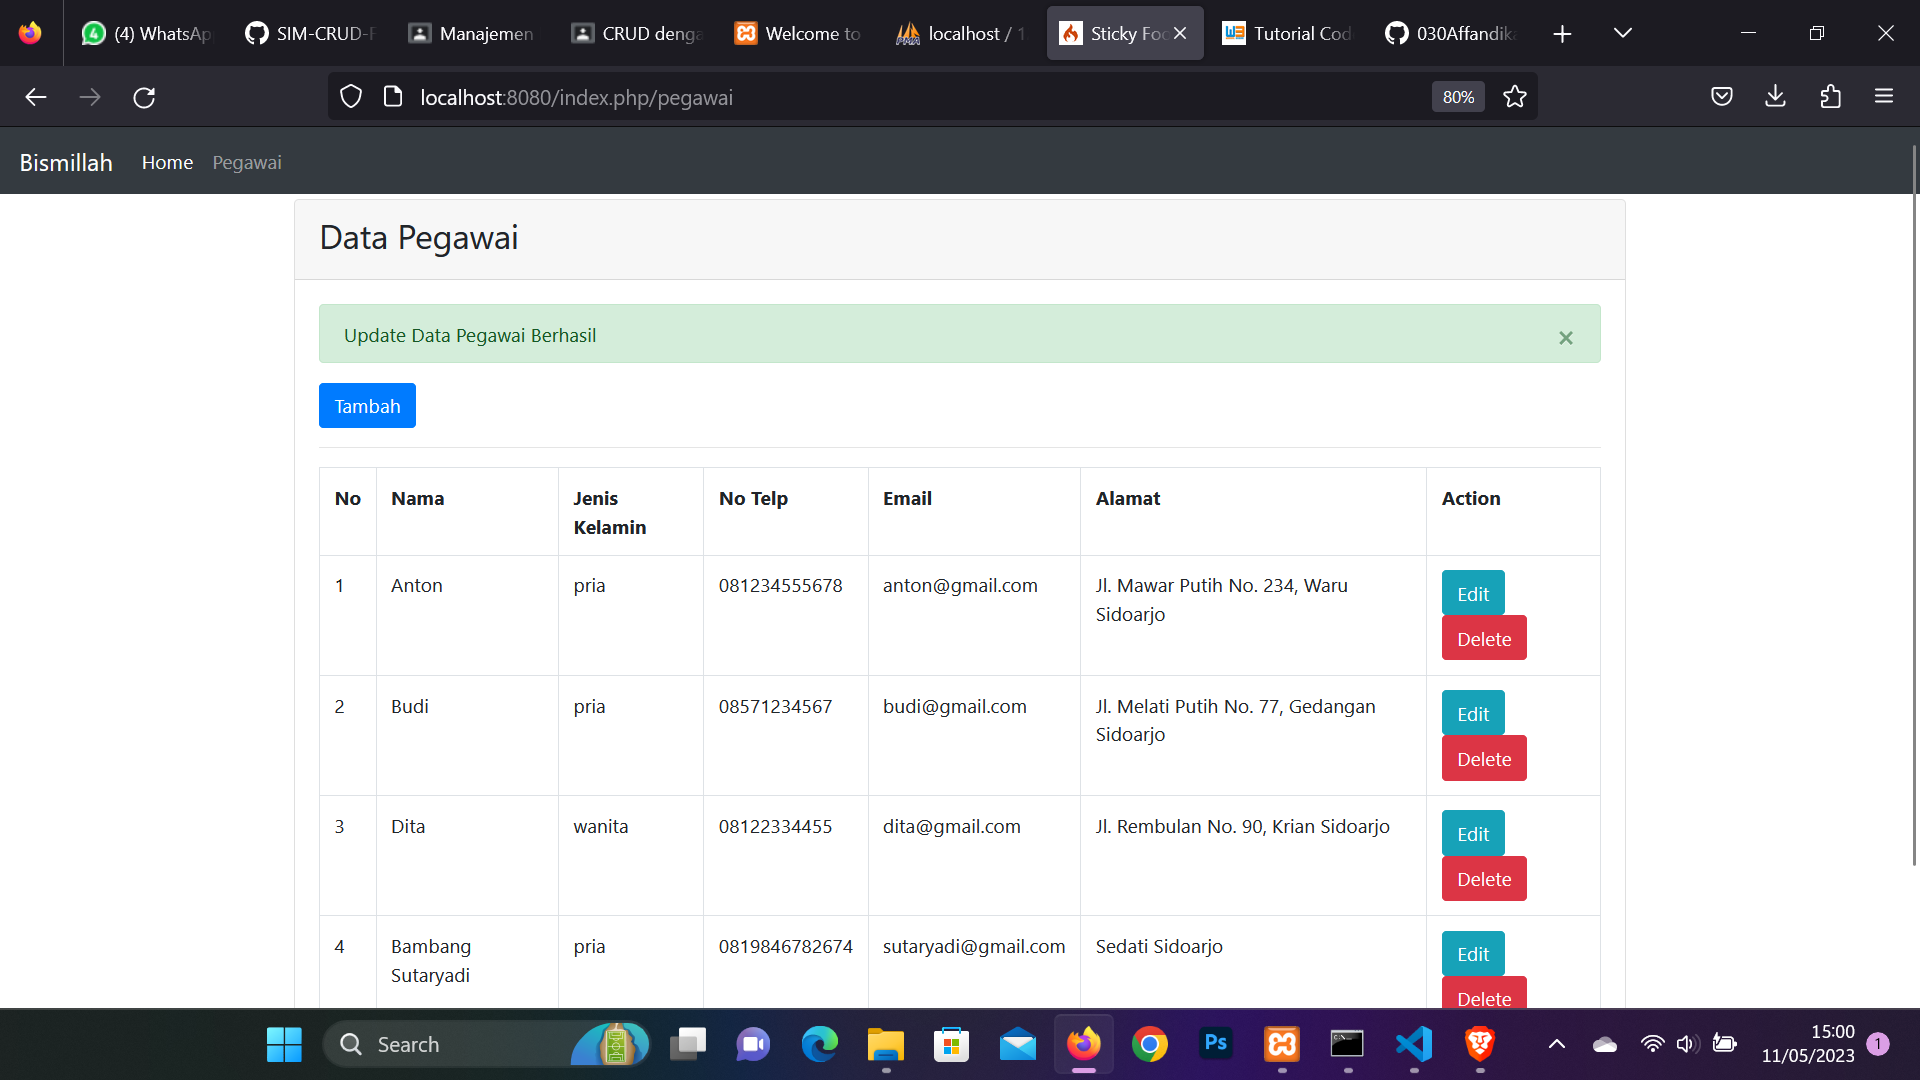 (4) WhatsAp
SIM-CRUD-
Manajemen
CRUD denga
Welcome to
localhost / 1
Sticky Foo
Tutorial Cod
030Affandik
localhost:8080/index.php/pegawai
80%
Bismillah
Home
Pegawai
Data Pegawai
Update Data Pegawai Berhasil
×
Tambah
No
Nama
Jenis
Kelamin
No Telp
Email
Alamat
Action
1
Anton
pria
081234555678
anton@gmail.com
Jl. Mawar Putih No. 234, Waru
Sidoarjo
Edit
Delete
2
Budi
pria
08571234567
budi@gmail.com
Jl. Melati Putih No. 77, Gedangan
Sidoarjo
Edit
Delete
3
Dita
wanita
08122334455
dita@gmail.com
Jl. Rembulan No. 90, Krian Sidoarjo
Edit
Delete
4
Bambang
Sutaryadi
pria
0819846782674
sutaryadi@gmail.com
Sedati Sidoarjo
Edit
Delete
Search
Ps
15:00
11/05/2023
1